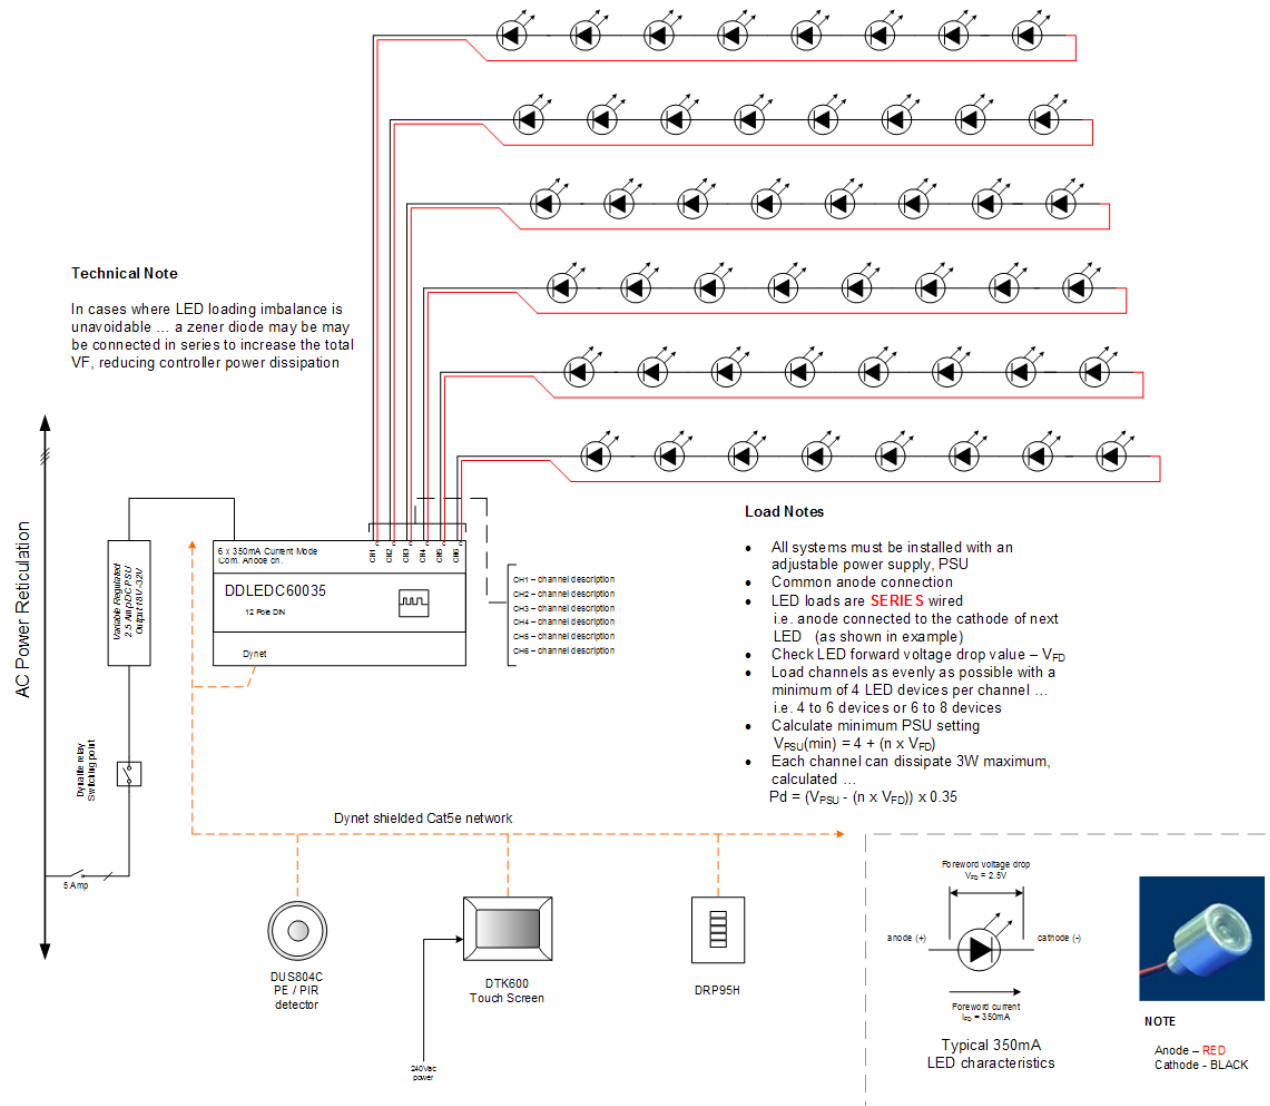 Technical Note
In cases where LED loading imbalance is
unavoidable ... a zener diode may be may
be connected in series to increase the total
VF, reducing controller power dissipation
AC Power Reticulation
Variable Regulated
2.5 Amp DC PSU
Output 18V-32V
Dynalite relay
Switching point
5 Amp
6 x 350mA Current Mode
Com. Anode cn.
CH1
CH2
CH3
CH4
CH5
CH6
DDLEDC60035
12 Pole DIN
Dynet
CH1 – channel description
CH2 – channel description
CH3 – channel description
CH4 – channel description
CH5 – channel description
CH6 – channel description
Load Notes
• All systems must be installed with an
adjustable power supply, PSU
• Common anode connection
• LED loads are SERIES wired
i.e. anode connected to the cathode of next
LED (as shown in example)
• Check LED forward voltage drop value – VFD
• Load channels as evenly as possible with a
minimum of 4 LED devices per channel ...
i.e. 4 to 6 devices or 6 to 8 devices
• Calculate minimum PSU setting
VPSU(min) = 4 + (n x VFD)
• Each channel can dissipate 3W maximum,
calculated ...
Pd = (VPSU - (n x VFD)) x 0.35
Dynet shielded Cat5e network
DUS804C
PE / PIR
detector
DTK600
Touch Screen
240Vac
power
DRP95H
Foreword voltage drop
VFD = 2.5V
anode (+)
cathode (-)
Foreword current
IFD = 350mA
Typical 350mA
LED characteristics
NOTE
Anode – RED
Cathode - BLACK